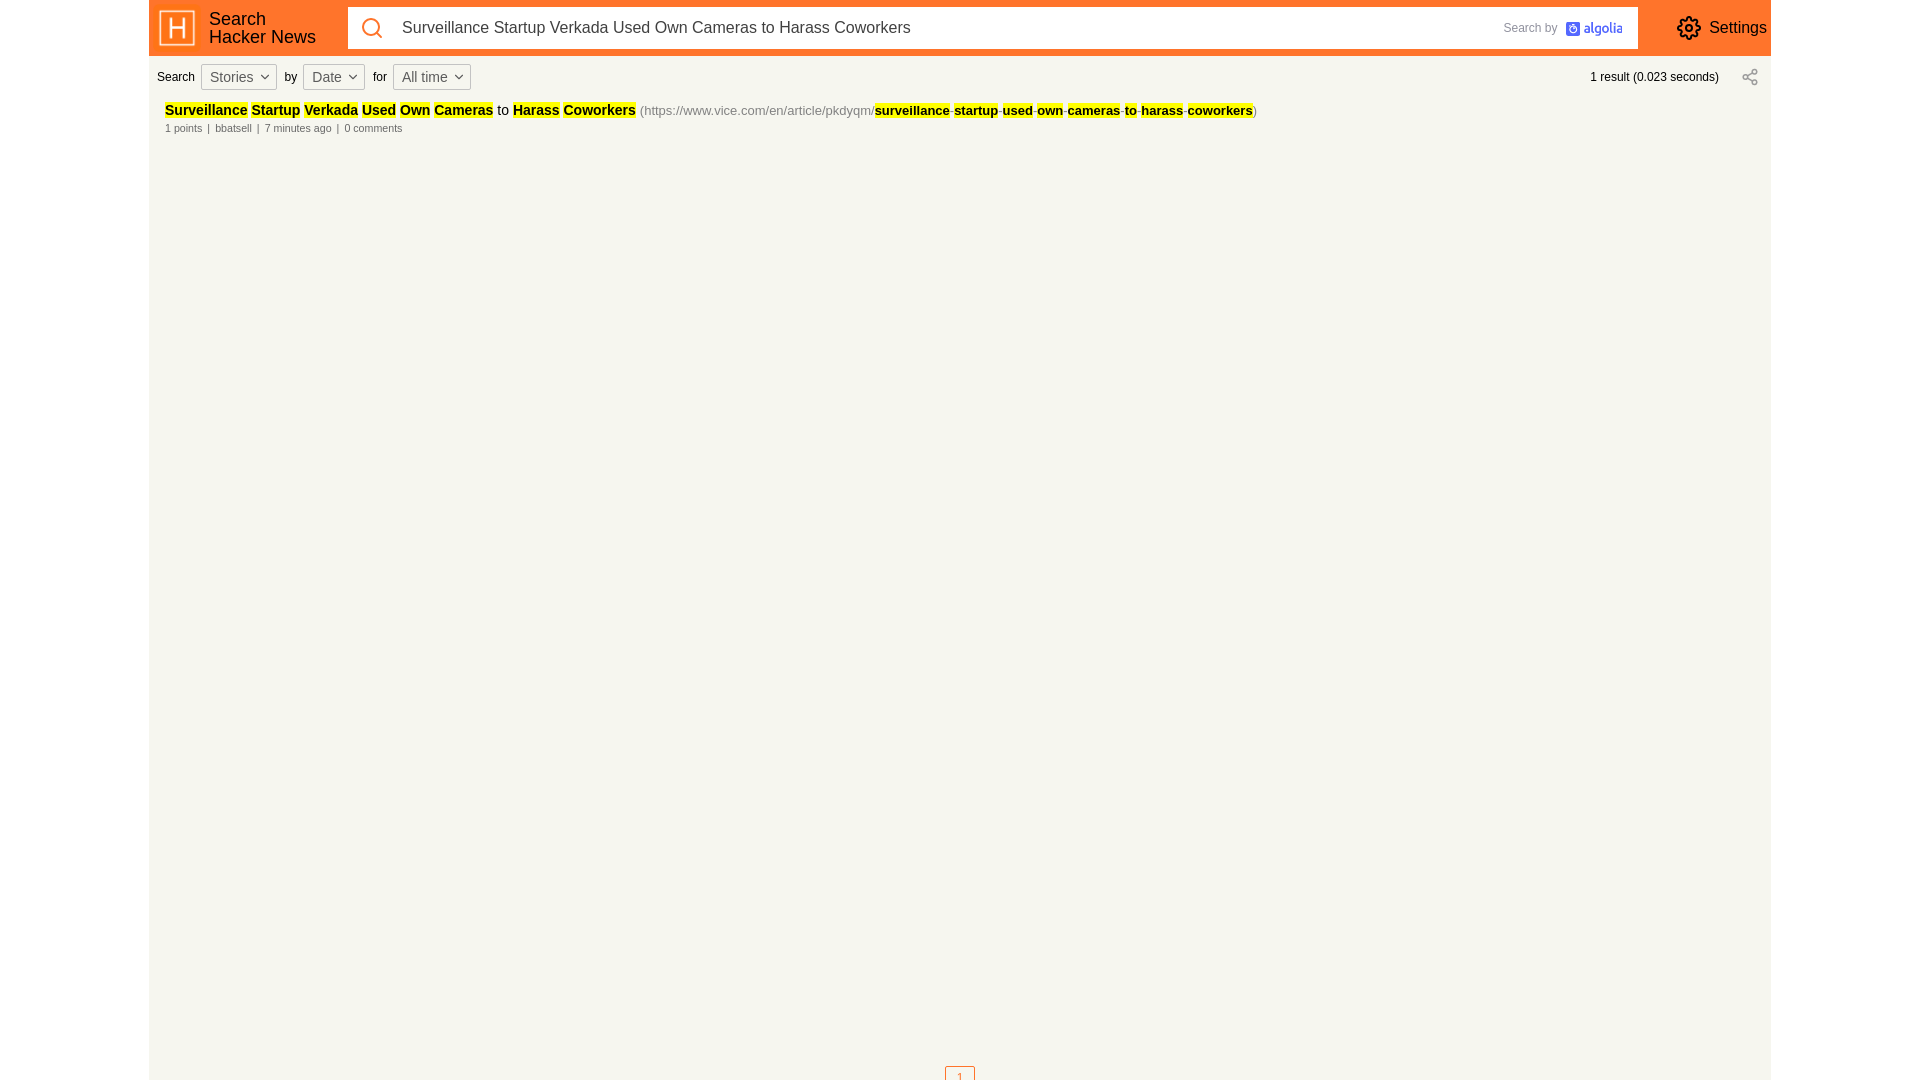 Search
Hacker News
Surveillance Startup Verkada Used Own Cameras to Harass Coworkers
Search by algolia
Settings
Search Stories by Date for All time
1 result (0.023 seconds)
Surveillance Startup Verkada Used Own Cameras to Harass Coworkers (https://www.vice.com/en/article/pkdyqm/surveillance-startup-used-own-cameras-to-harass-coworkers)
1 points | bbatsell | 7 minutes ago | 0 comments
1